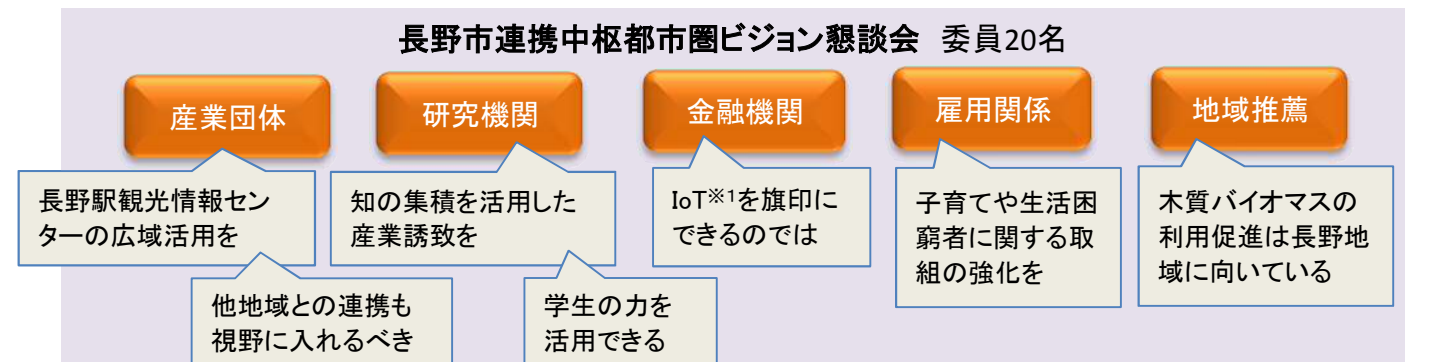 長野市連携中枢都市圏ビジョン懇談会 委員20名
産業団体
研究機関
金融機関
雇用関係
地域推薦
長野駅観光情報セン
ターの広域活用を
知の集積を活用した
産業誘致を
IoT※1を旗印に
できるのでは
子育てや生活困
窮者に関する取
組の強化を
木質バイオマスの
利用促進は長野地
域に向いている
他地域との連携も
視野に入れるべき
学生の力を
活用できる